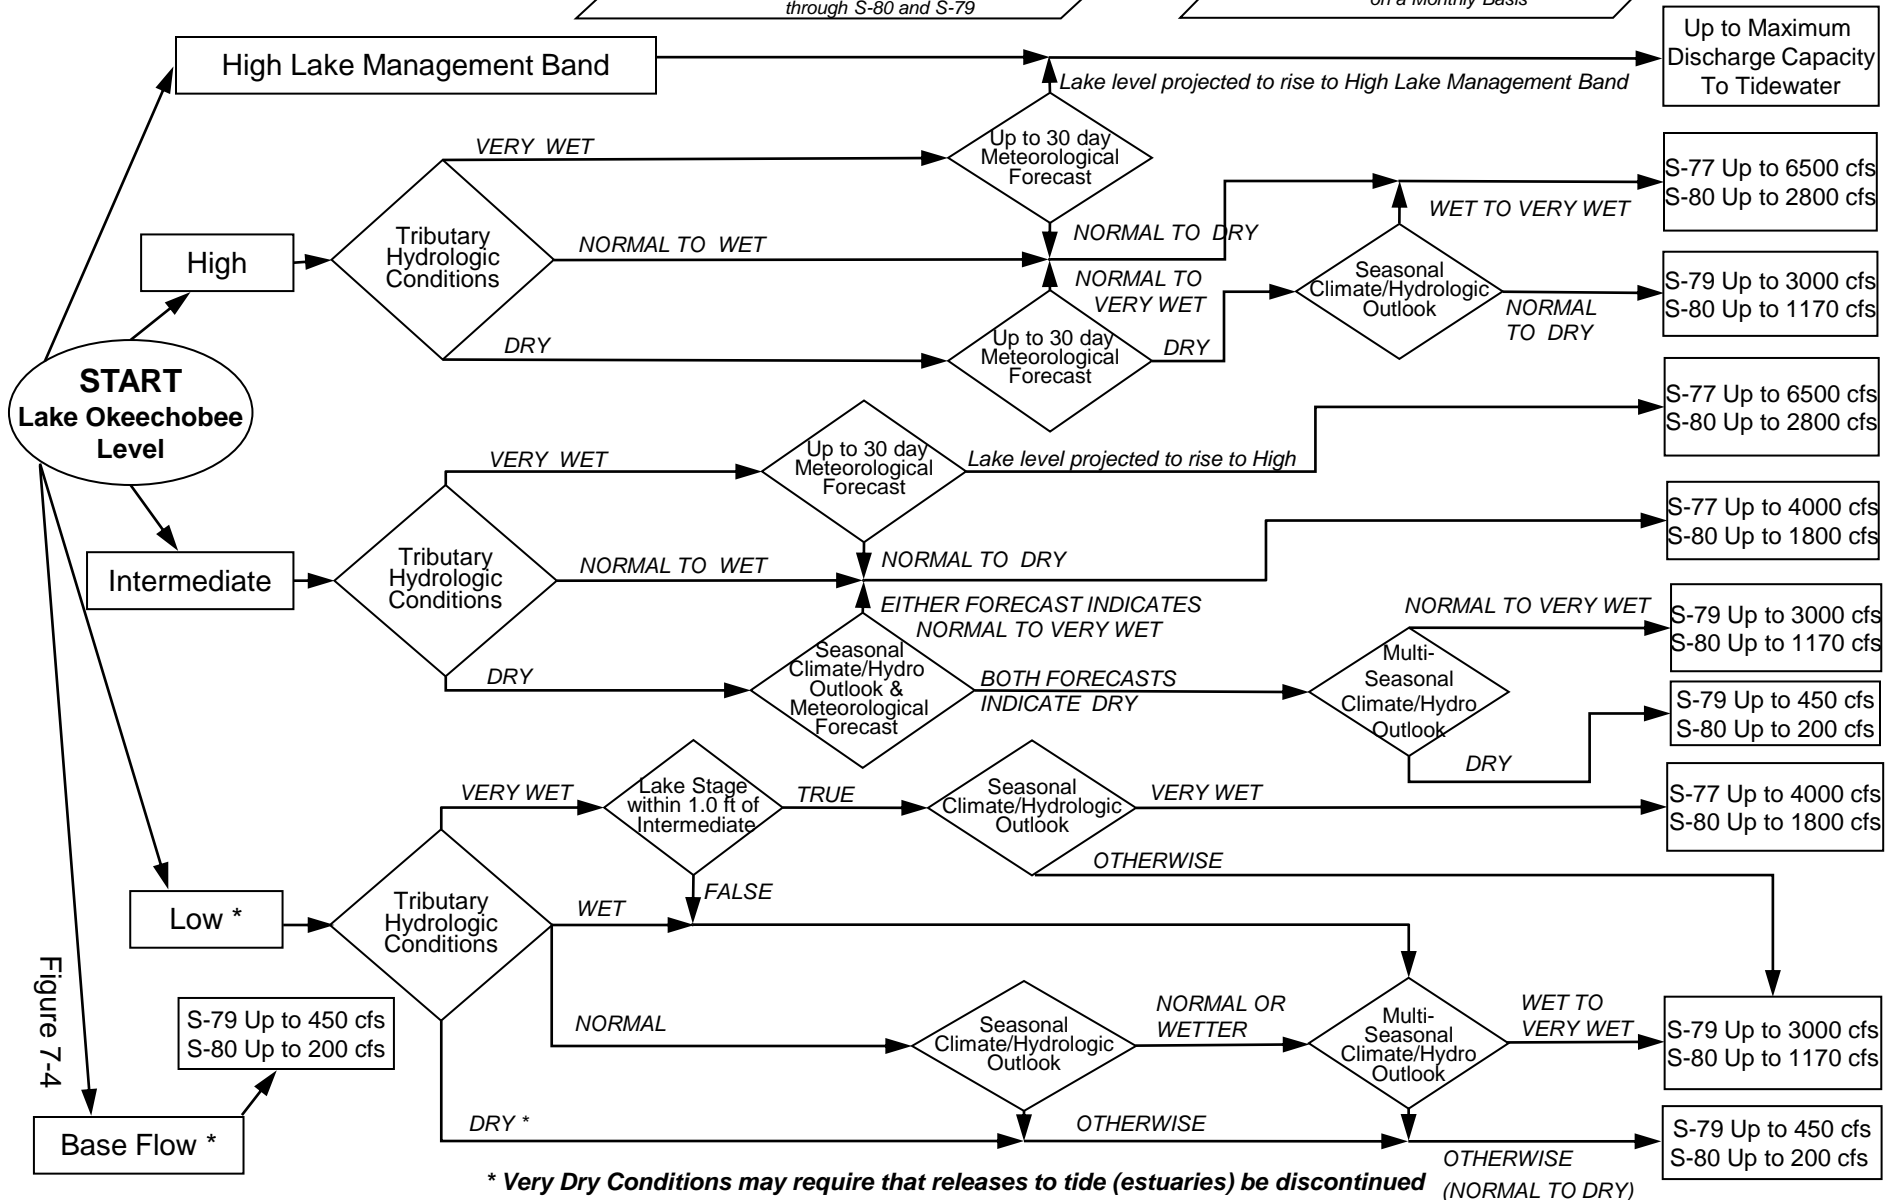 through S-80 and S-79
on a Monthly Basis
Up to Maximum
Discharge Capacity
To Tidewater
High Lake Management Band
Lake level projected to rise to High Lake Management Band
VERY WET
Up to 30 day
Meteorological
Forecast
S-77 Up to 6500 cfs
S-80 Up to 2800 cfs
WET TO VERY WET
High
Tributary
Hydrologic
Conditions
NORMAL TO WET
NORMAL TO DRY
NORMAL TO
VERY WET
Seasonal
Climate/Hydrologic
Outlook
NORMAL
TO DRY
S-79 Up to 3000 cfs
S-80 Up to 1170 cfs
DRY
Up to 30 day
Meteorological
Forecast
DRY
START
Lake Okeechobee
Level
S-77 Up to 6500 cfs
S-80 Up to 2800 cfs
VERY WET
Up to 30 day
Meteorological
Forecast
Lake level projected to rise to High
S-77 Up to 4000 cfs
S-80 Up to 1800 cfs
Intermediate
Tributary
Hydrologic
Conditions
NORMAL TO WET
NORMAL TO DRY
EITHER FORECAST INDICATES
NORMAL TO VERY WET
NORMAL TO VERY WET
S-79 Up to 3000 cfs
S-80 Up to 1170 cfs
DRY
Seasonal
Climate/Hydro
Outlook &
Meteorological
Forecast
BOTH FORECASTS
INDICATE DRY
Multi-
Seasonal
Climate/Hydro
Outlook
DRY
S-79 Up to 450 cfs
S-80 Up to 200 cfs
VERY WET
Lake Stage
within 1.0 ft of
Intermediate
TRUE
Seasonal
Climate/Hydrologic
Outlook
VERY WET
S-77 Up to 4000 cfs
S-80 Up to 1800 cfs
OTHERWISE
FALSE
Low *
Tributary
Hydrologic
Conditions
WET
NORMAL
Seasonal
Climate/Hydrologic
Outlook
NORMAL OR
WETTER
Multi-
Seasonal
Climate/Hydro
Outlook
WET TO
VERY WET
S-79 Up to 3000 cfs
S-80 Up to 1170 cfs
Figure 7-4
S-79 Up to 450 cfs
S-80 Up to 200 cfs
Base Flow *
DRY *
OTHERWISE
S-79 Up to 450 cfs
S-80 Up to 200 cfs
OTHERWISE
(NORMAL TO DRY)
* Very Dry Conditions may require that releases to tide (estuaries) be discontinued